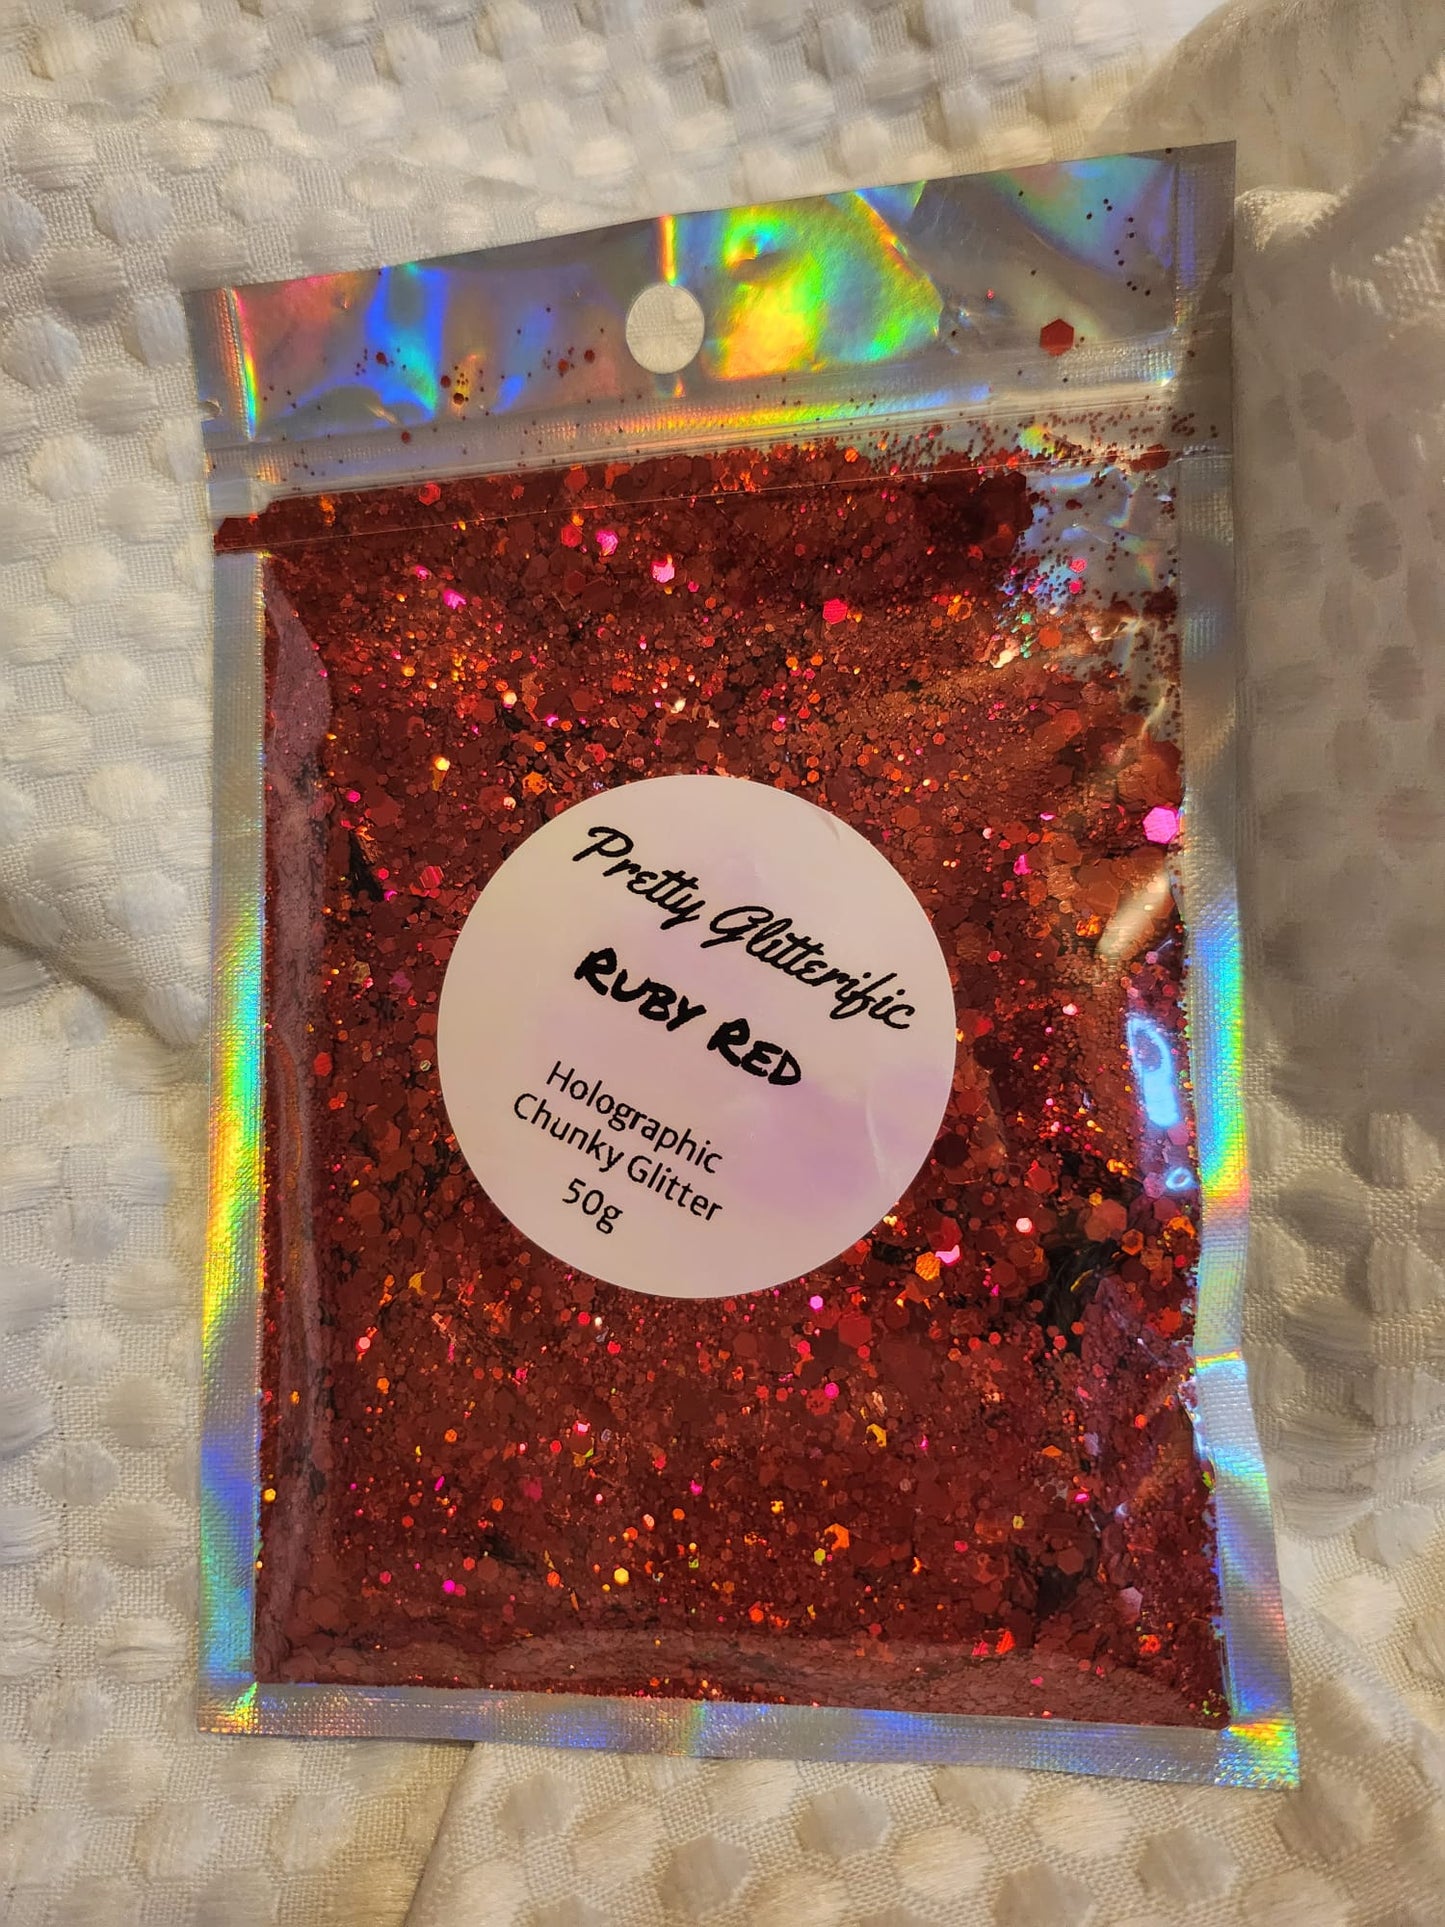 Pretty Glitterific
RUBY RED
Holographic
Chunky Glitter
50g